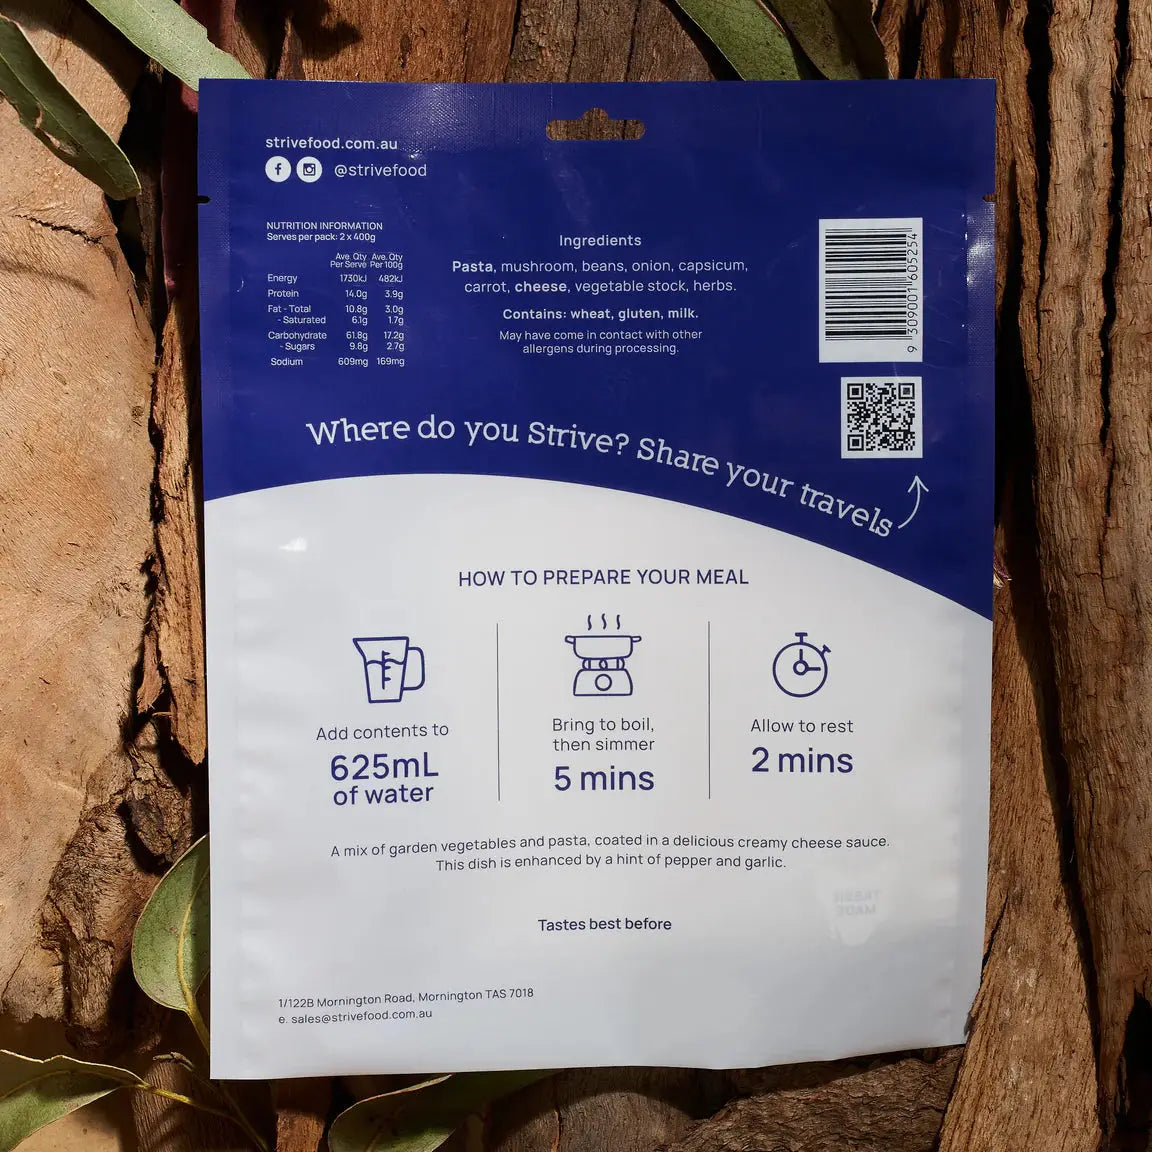 strivefood.com.au
@strivefood
NUTRITION INFORMATION
Serves per pack: 2 x 400g
Ave. Qty Ave. Qty
Per Serve Per 100g
Energy 1730kJ 482kJ
Protein 14.0g 3.9g
Fat - Total 10.8g 3.0g
- Saturated 6.1g 1.7g
Carbohydrate 61.8g 17.2g
- Sugars 9.8g 2.7g
Sodium 609mg 169mg
Ingredients
Pasta, mushroom, beans, onion, capsicum,
carrot, cheese, vegetable stock, herbs.
Contains: wheat, gluten, milk.
May have come in contact with other
allergens during processing.
9 309001 605254
Where do you Strive? Share your travels
HOW TO PREPARE YOUR MEAL
Add contents to
625mL
of water
Bring to boil,
then simmer
5 mins
Allow to rest
2 mins
A mix of garden vegetables and pasta, coated in a delicious creamy cheese sauce.
This dish is enhanced by a hint of pepper and garlic.
Tastes best before
1/122B Mornington Road, Mornington TAS 7018
e. sales@strivefood.com.au